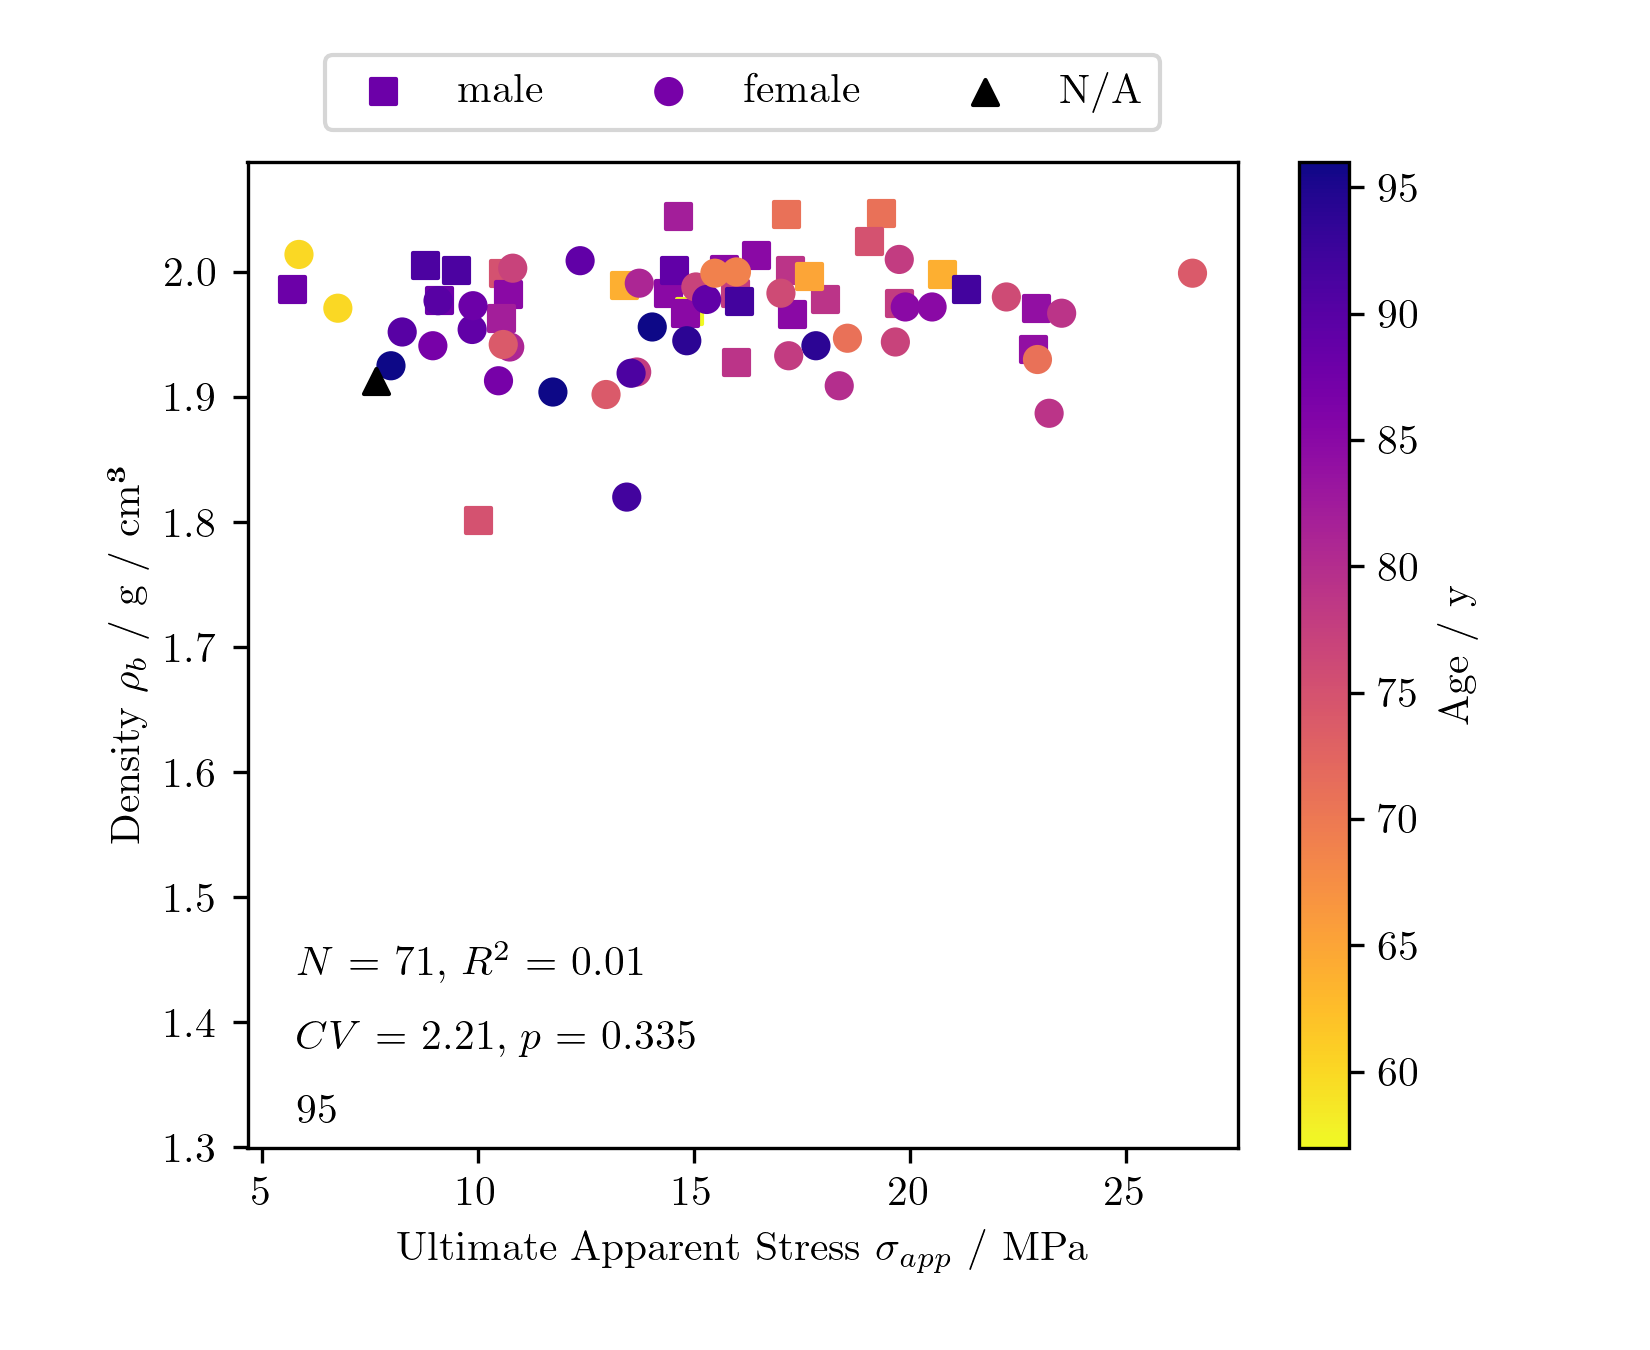 male female N/A
2.0
1.9
1.8
1.7
1.6
1.5
1.4
1.3
Density ρb / g / cm³
N = 71, R² = 0.01
CV = 2.21, p = 0.335
95
5 10 15 20 25
Ultimate Apparent Stress σapp / MPa
95
90
85
80
75
70
65
60
Age / y